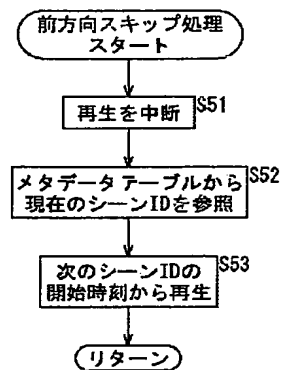 前方向スキップ処理
スタート
再生を中断
S51
メタデータテーブルから
現在のシーンIDを参照
S52
次のシーンIDの
開始時刻から再生
S53
リターン